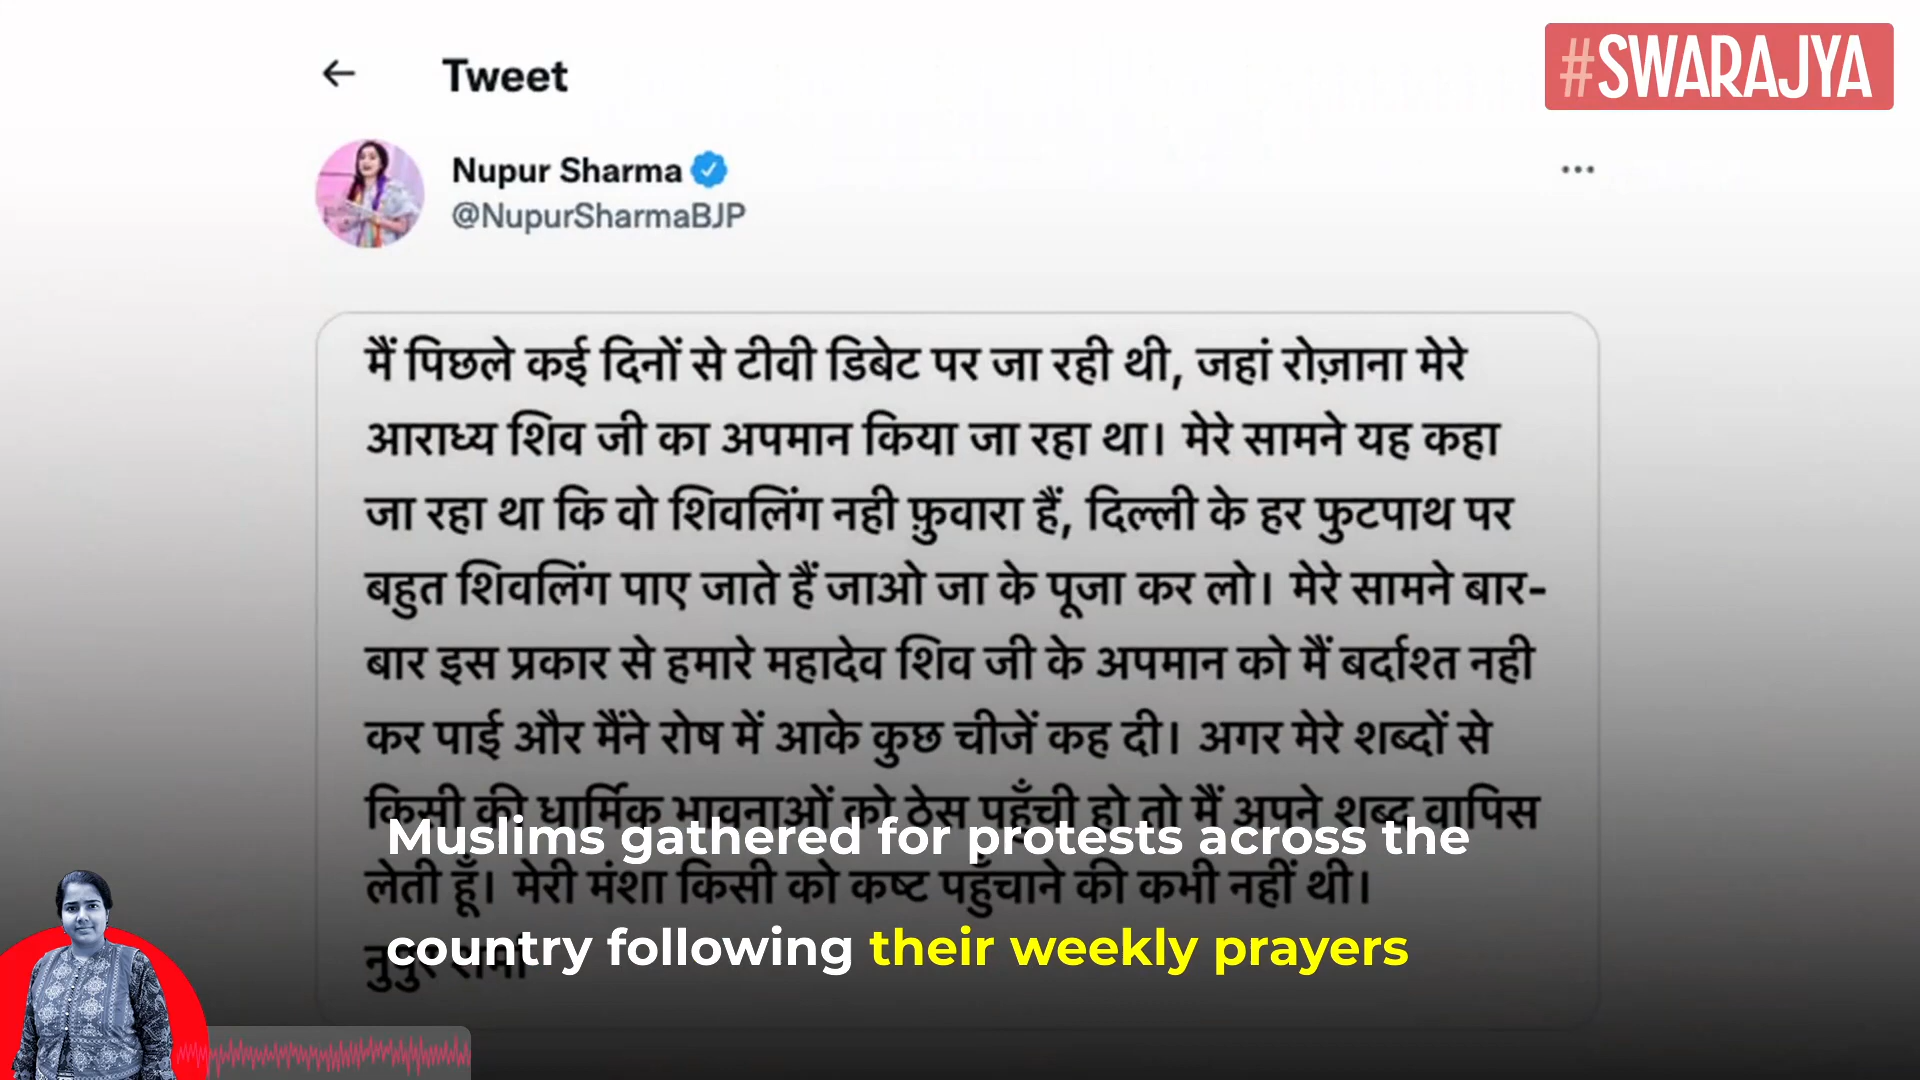 Tweet
#SWARAJYA
Nupur Sharma
@NupurSharmaBJP
मैं पिछले कई दिनों से टीवी डिबेट पर जा रही थी, जहां रोज़ाना मेरे
आराध्य शिव जी का अपमान किया जा रहा था। मेरे सामने यह कहा
जा रहा था कि वो शिवलिंग नही फ़ुवारा हैं, दिल्ली के हर फुटपाथ पर
बहुत शिवलिंग पाए जाते हैं जाओ जा के पूजा कर लो। मेरे सामने बार-
बार इस प्रकार से हमारे महादेव शिव जी के अपमान को मैं बर्दाश्त नही
कर पाई और मैंने रोष में आके कुछ चीजें कह दी। अगर मेरे शब्दों से
किसी की धार्मिक भावनाओं को ठेस पहुँची हो तो मैं अपने शब्द वापिस
लेती हूँ। मेरी मंशा किसी को कष्ट पहुँचाने की कभी नहीं थी।
नुपुर शर्मा
Muslims gathered for protests across the
country following their weekly prayers